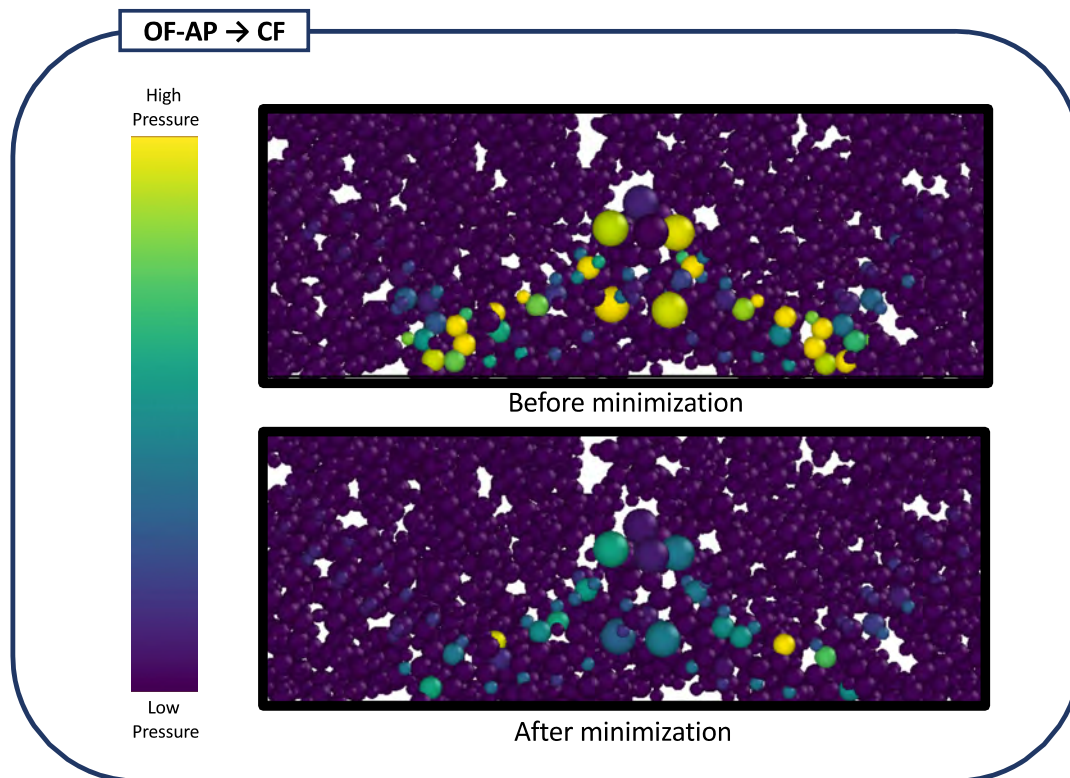 OF-AP → CF
High
Pressure
Before minimization
Low
Pressure
After minimization